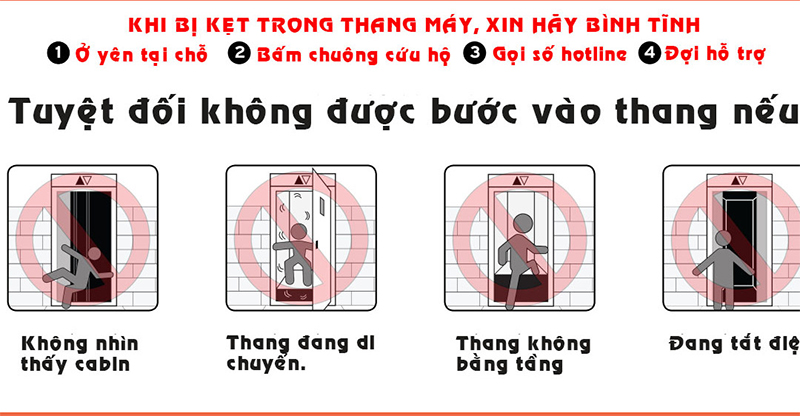 KHI BỊ KẸT TRONG THANG MÁY, XIN HÃY BÌNH TĨNH
1 Ở yên tại chỗ 2 Bấm chuông cứu hộ 3 Gọi số hotline 4 Đợi hỗ trợ
Tuyệt đối không được bước vào thang nếu
Không nhìn
thấy cabin
Thang đang di
chuyển.
Thang không
bằng tầng
Đang tắt